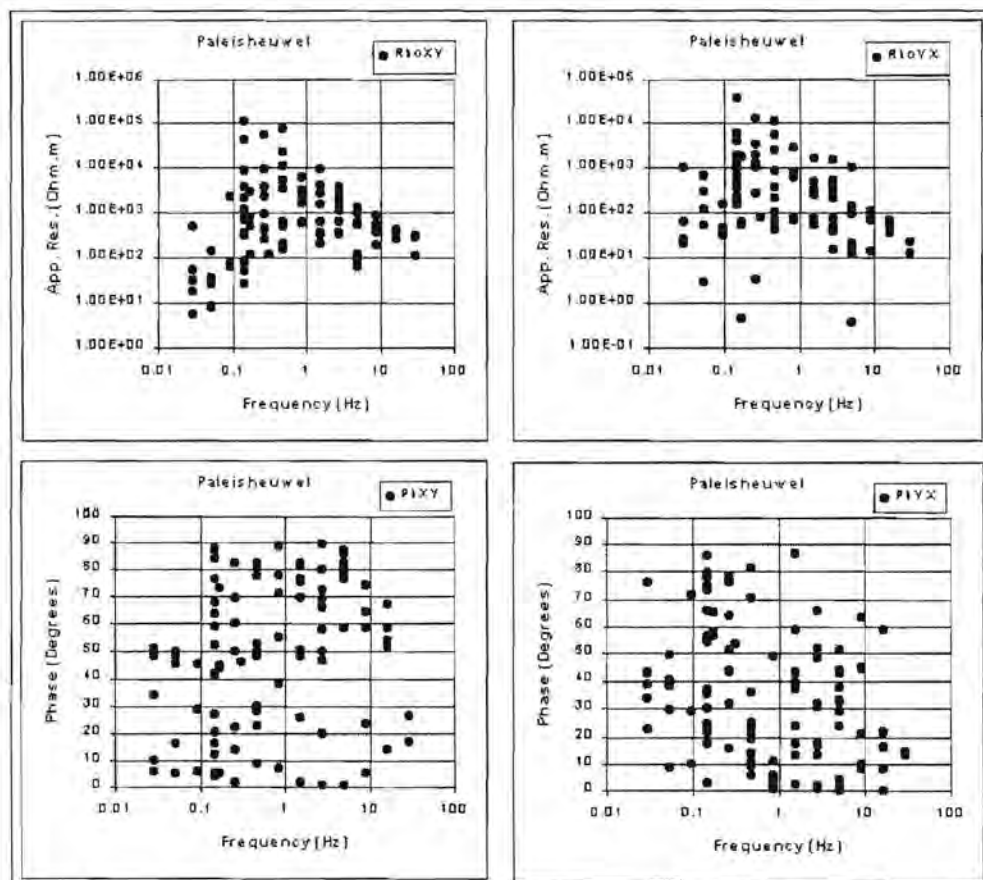 Paleisheuwel
RhoXY
App. Res. (Ohm.m)
1.00E+06
1.00E+05
1.00E+04
1.00E+03
1.00E+02
1.00E+01
1.00E+00
0.01 0.1 1 10 100
Frequency (Hz)
Paleisheuwel
RhoYX
App. Res. (Ohm.m)
1.00E+05
1.00E+04
1.00E+03
1.00E+02
1.00E+01
1.00E+00
1.00E-01
0.01 0.1 1 10 100
Frequency (Hz)
Paleisheuwel
PhXY
Phase (Degrees)
100
90
80
70
60
50
40
30
20
10
0
0.01 0.1 1 10 100
Frequency (Hz)
Paleisheuwel
PhYX
Phase (Degrees)
100
90
80
70
60
50
40
30
20
10
0
0.01 0.1 1 10 100
Frequency (Hz)